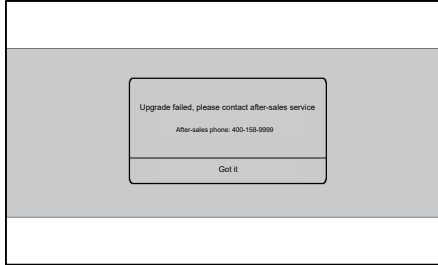 Upgrade failed, please contact after-sales service
After-sales phone: 400-158-9999
Got it